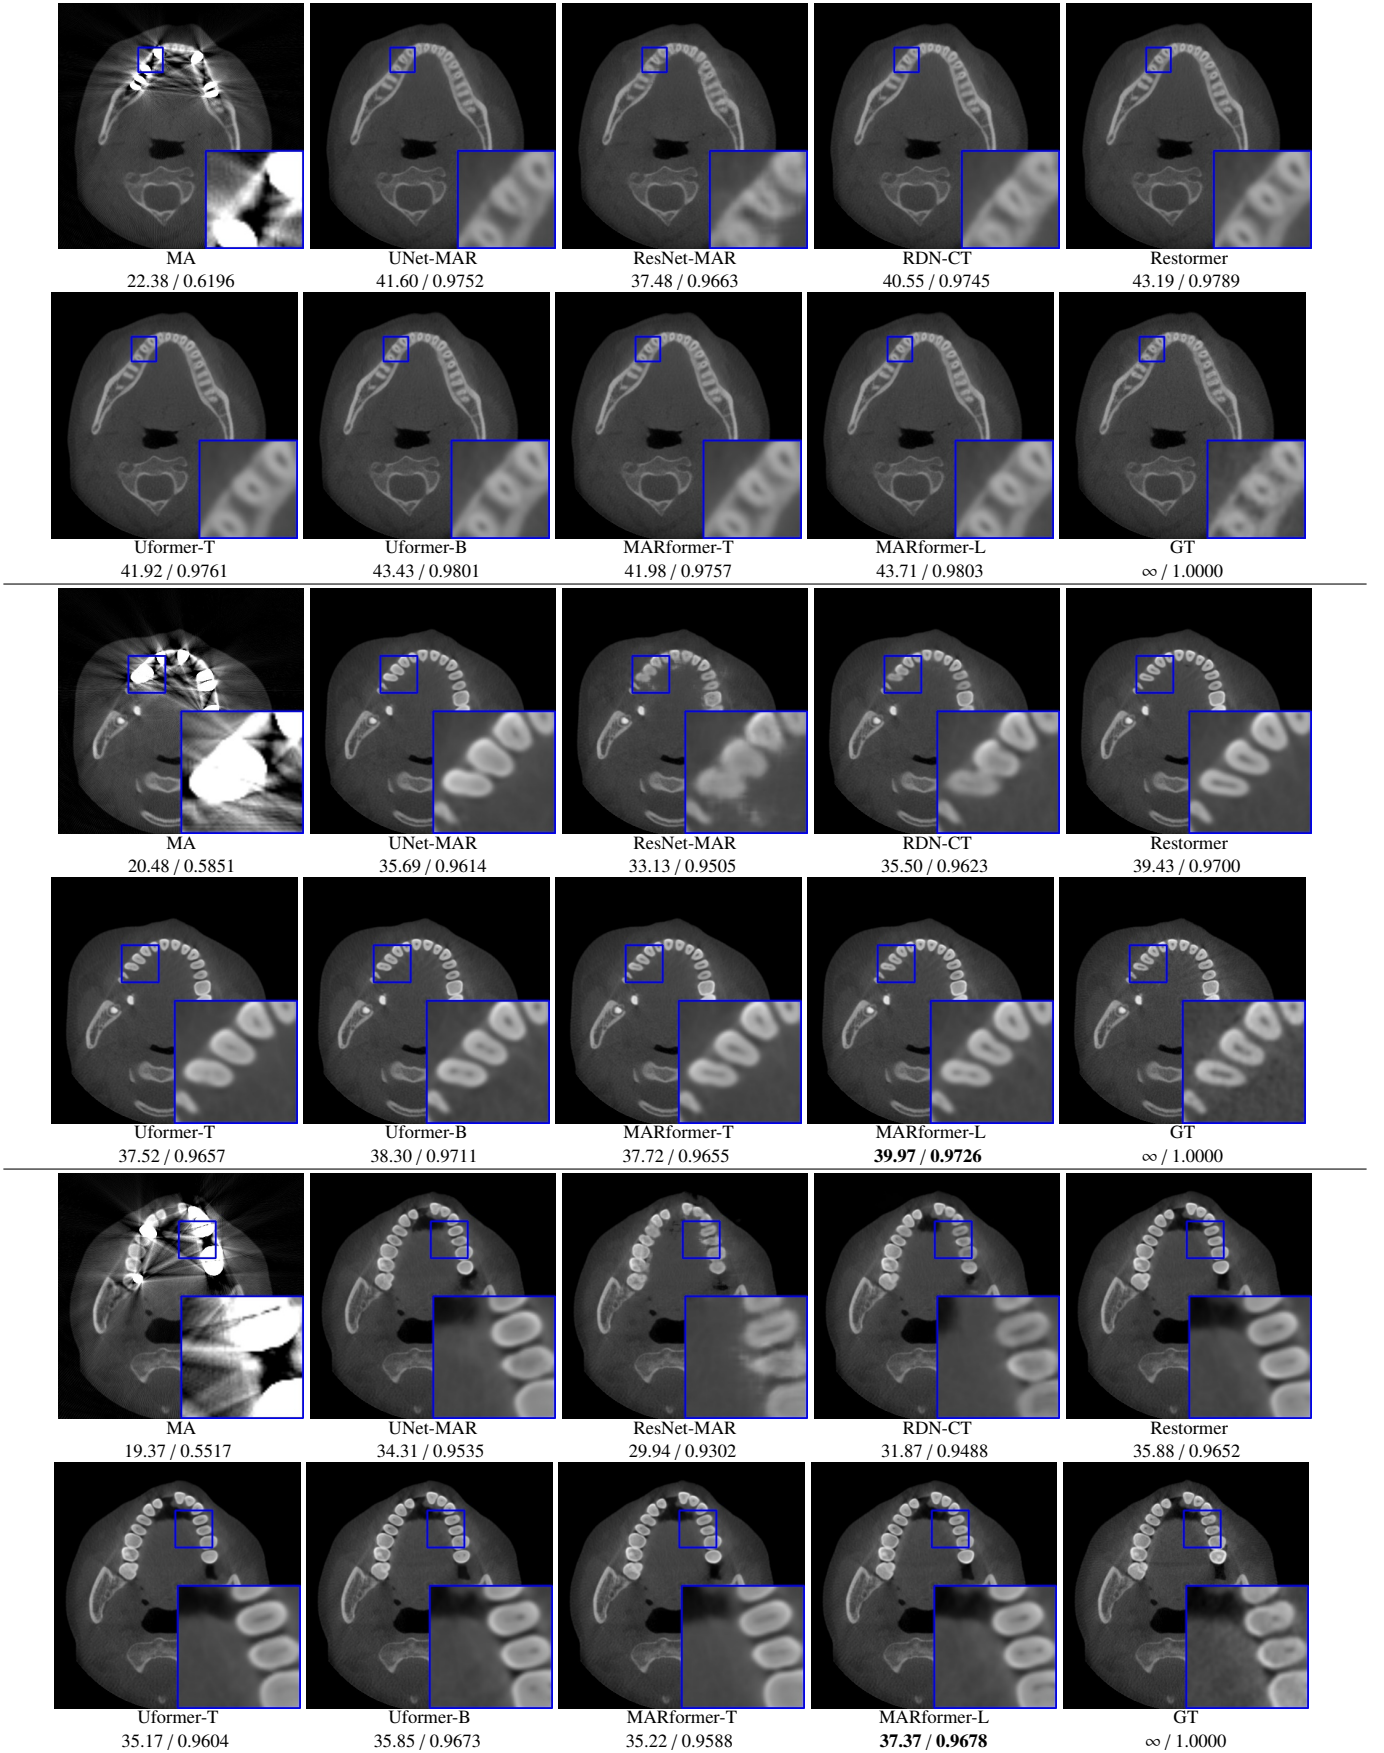 MA UNet-MAR ResNet-MAR RDN-CT Restormer
22.38 / 0.6196 41.60 / 0.9752 37.48 / 0.9663 40.55 / 0.9745 43.19 / 0.9789
Uformer-T Uformer-B MARformer-T MARformer-L GT
41.92 / 0.9761 43.43 / 0.9801 41.98 / 0.9757 43.71 / 0.9803 ∞ / 1.0000
MA UNet-MAR ResNet-MAR RDN-CT Restormer
20.48 / 0.5851 35.69 / 0.9614 33.13 / 0.9505 35.50 / 0.9623 39.43 / 0.9700
Uformer-T Uformer-B MARformer-T MARformer-L GT
37.52 / 0.9657 38.30 / 0.9711 37.72 / 0.9655 39.97 / 0.9726 ∞ / 1.0000
MA UNet-MAR ResNet-MAR RDN-CT Restormer
19.37 / 0.5517 34.31 / 0.9535 29.94 / 0.9302 31.87 / 0.9488 35.88 / 0.9652
Uformer-T Uformer-B MARformer-T MARformer-L GT
35.17 / 0.9604 35.85 / 0.9673 35.22 / 0.9588 37.37 / 0.9678 ∞ / 1.0000